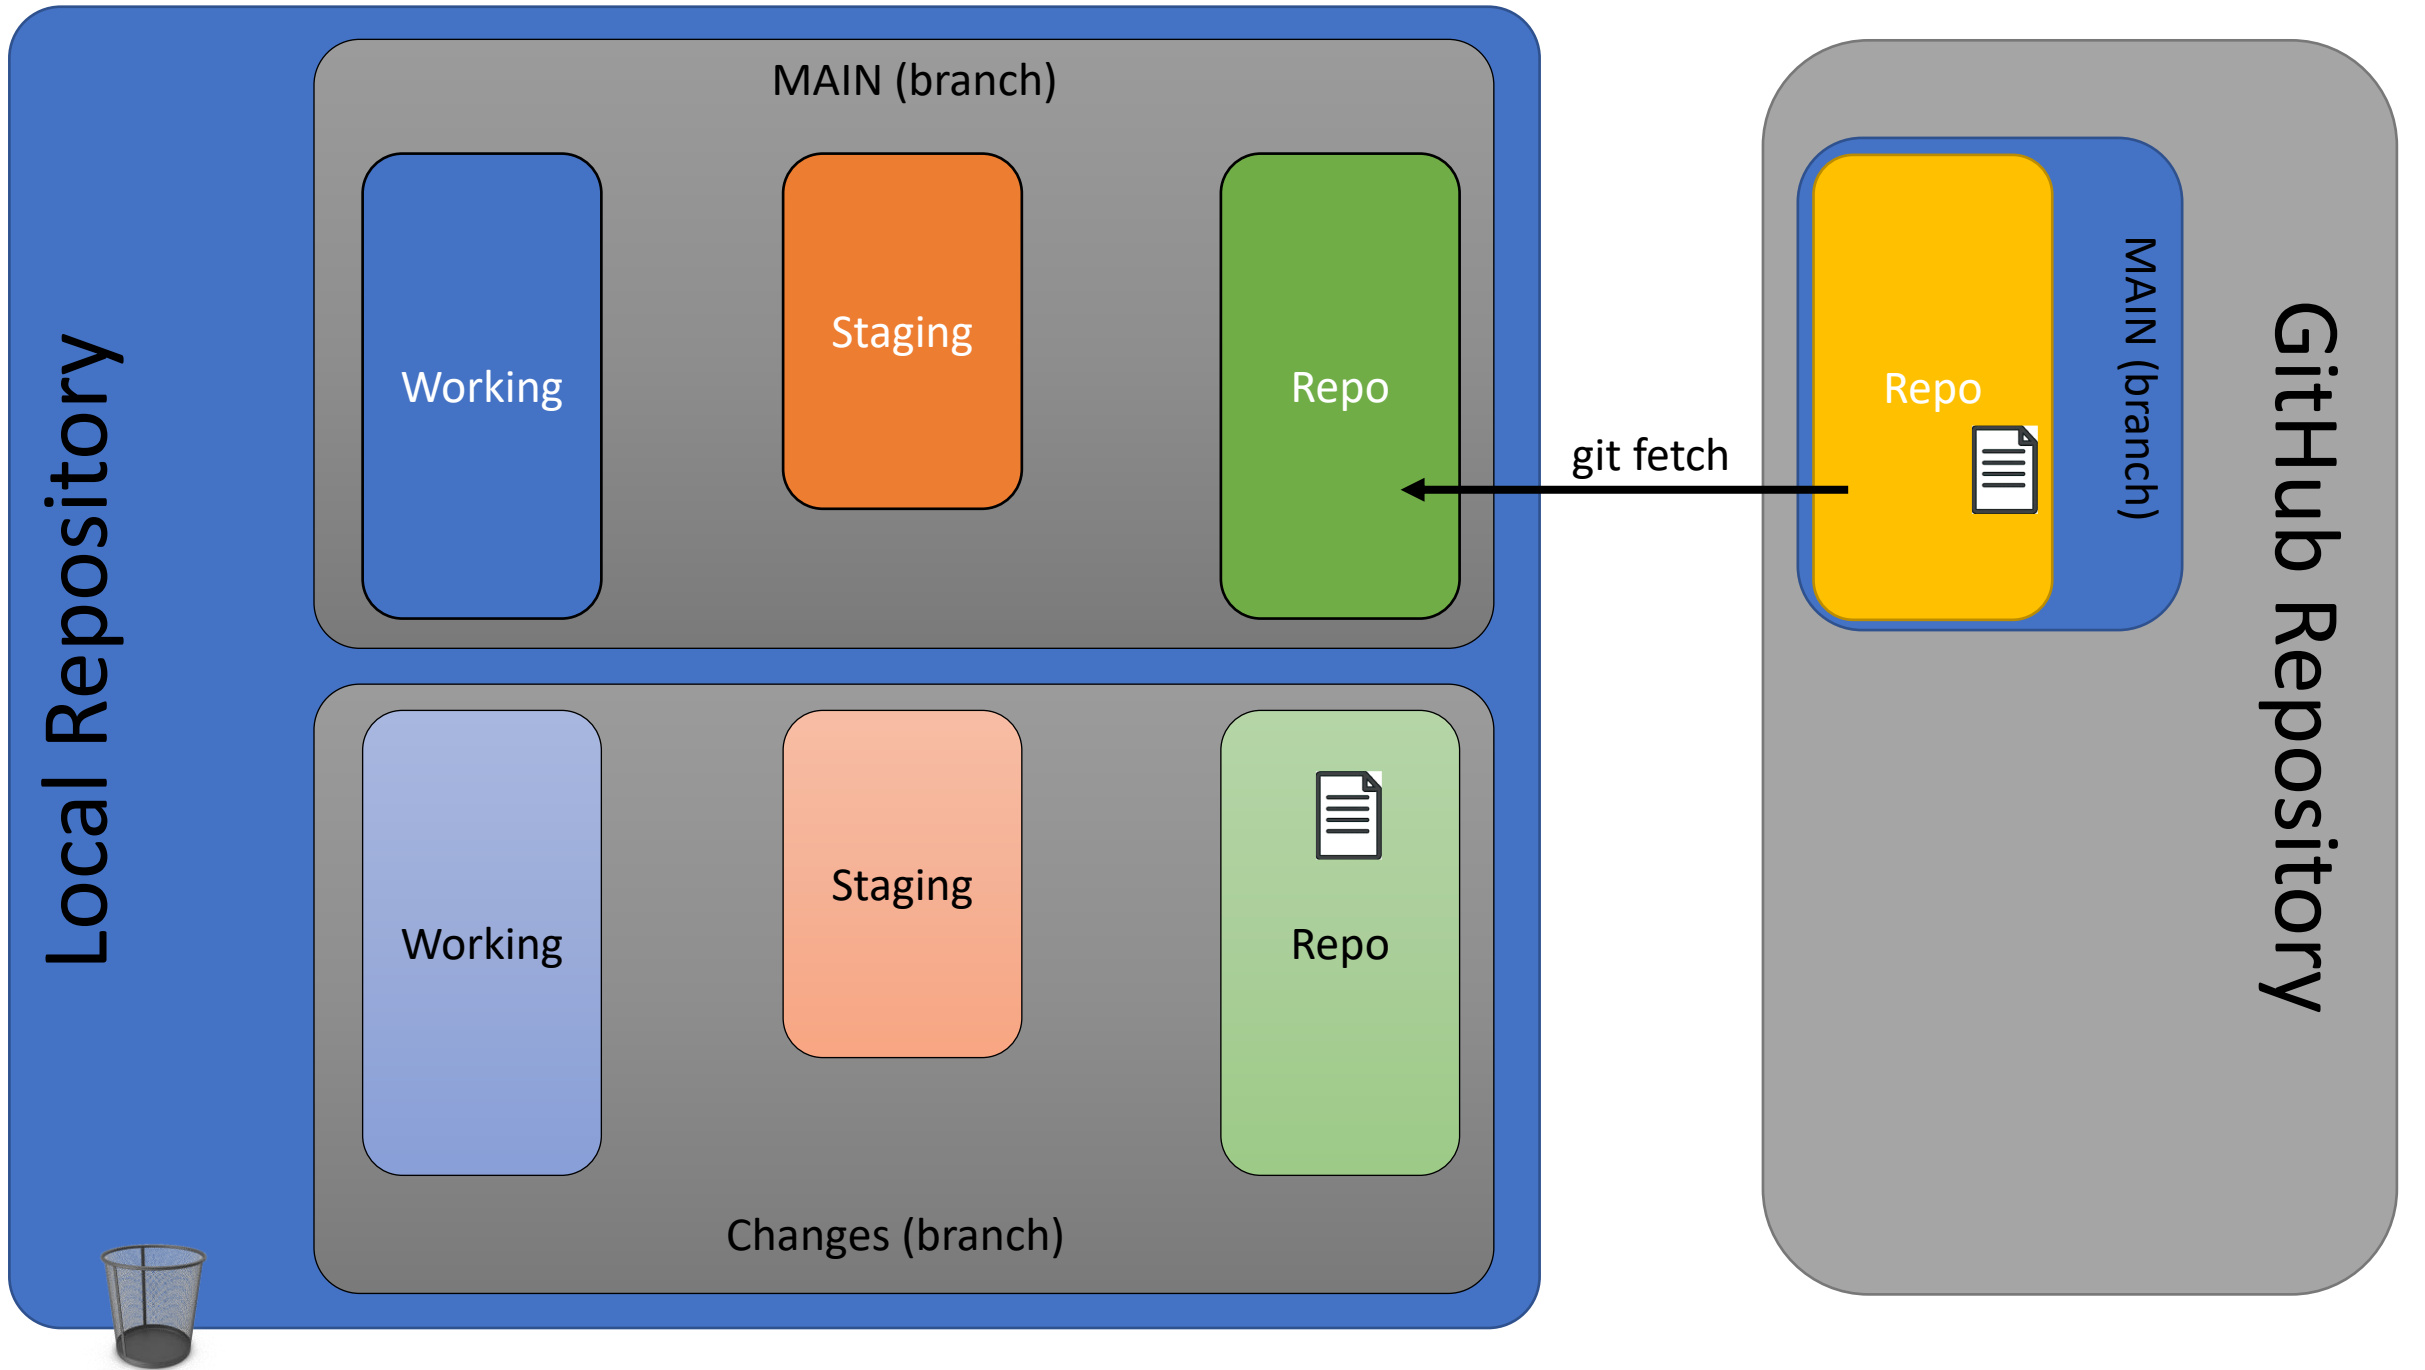 Local Repository
MAIN (branch)
Working
Staging
Repo
git fetch
Repo
MAIN (branch)
GitHub Repository
Working
Staging
Repo
Changes (branch)